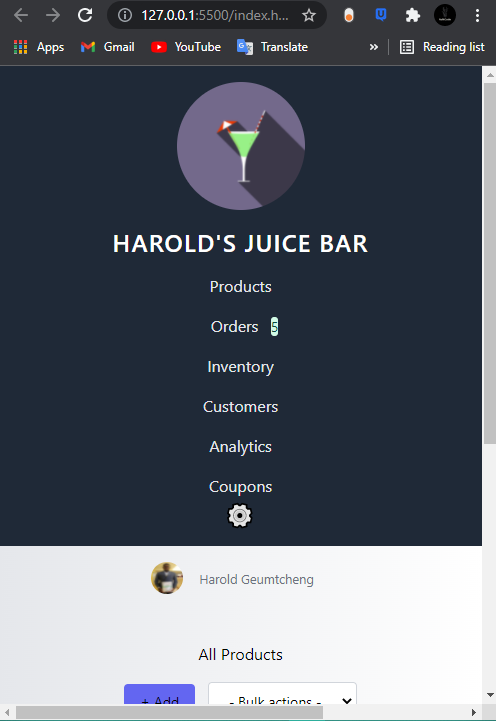 127.0.0.1:5500/index.h...
Apps Gmail YouTube Translate » Reading list
HAROLD'S JUICE BAR
Products
Orders 5
Inventory
Customers
Analytics
Coupons
Harold Geumtcheng
All Products
+ Add - Bulk actions -